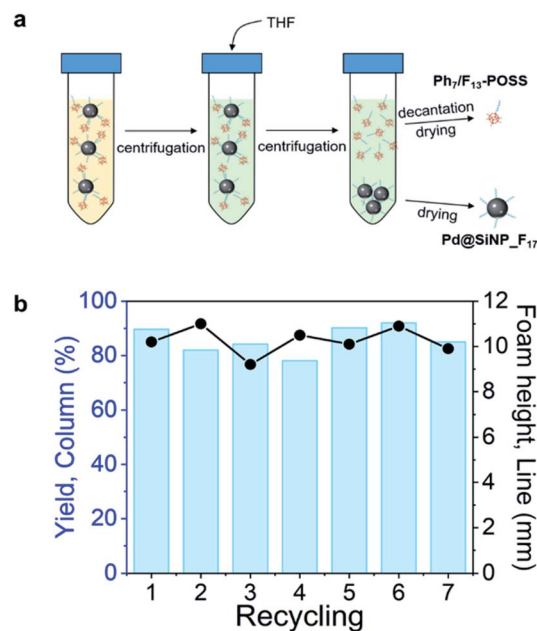 a
THF
centrifugation
centrifugation
Ph₇/F₁₃-POSS
decantation
drying
drying
Pd@SiNP_F₁₇
b
Yield, Column (%)
100
80
60
40
20
0
Foam height, Line (mm)
12
10
8
6
4
2
0
1 2 3 4 5 6 7
Recycling